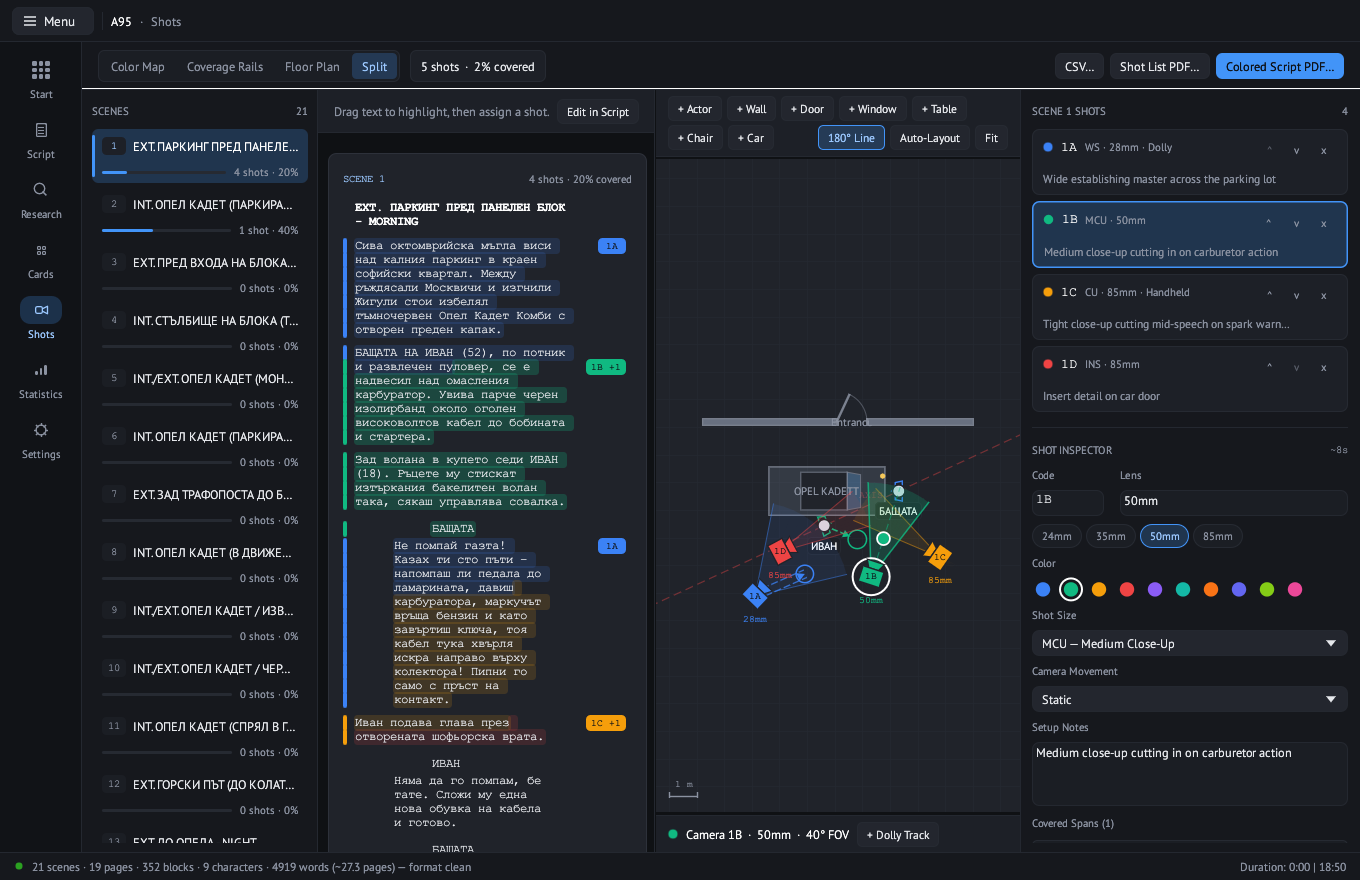 Menu
A95 · Shots
Start
Script
Research
Cards
Shots
Statistics
Settings
Color Map
Coverage Rails
Floor Plan
Split
5 shots · 2% covered
CSV...
Shot List PDF...
Colored Script PDF...
SCENES 21
1 EXT. ПАРКИНГ ПРЕД ПАНЕЛЕ...
4 shots · 20%
2 INT. ОПЕЛ КАДЕТ (ПАРКИРА...
1 shot · 40%
3 EXT. ПРЕД ВХОДА НА БЛОКА...
0 shots · 0%
4 INT. СТЪЛБИЩЕ НА БЛОКА (Т...
0 shots · 0%
5 INT./EXT. ОПЕЛ КАДЕТ (МОН...
0 shots · 0%
6 INT. ОПЕЛ КАДЕТ (ПАРКИРА...
0 shots · 0%
7 EXT. ЗАД ТРАФОПОСТА ДО Б...
0 shots · 0%
8 INT. ОПЕЛ КАДЕТ (В ДВИЖЕ...
0 shots · 0%
9 INT./EXT. ОПЕЛ КАДЕТ / ИЗВ...
0 shots · 0%
10 INT./EXT. ОПЕЛ КАДЕТ / ЧЕР...
0 shots · 0%
11 INT. ОПЕЛ КАДЕТ (СПРЯЛ В Г...
0 shots · 0%
12 EXT. ГОРСКИ ПЪТ (ДО КОЛАТ...
0 shots · 0%
13 EXT. ДО ОПЕЛА - NIGHT
Drag text to highlight, then assign a shot.
Edit in Script
SCENE 1
4 shots · 20% covered
EXT. ПАРКИНГ ПРЕД ПАНЕЛЕН БЛОК
- MORNING
Сива октомврийска мъгла виси
1A
над калния паркинг в краен
софийски квартал. Между
ръждясали Москвичи и изгнили
Жигули стои избелял
тъмночервен Опел Кадет Комби с
отворен преден капак.
БАЩАТА НА ИВАН (52), по потник
и развлечен пуловер, се е
1B +1
надвесил над омасления
карбуратор. Увива парче черен
изолирбанд около оголен
високоволтов кабел до бобината
и стартера.
Зад волана в купето седи ИВАН
(18). Ръцете му стискат
изтъркания бакелитен волан
така, сякаш управлява совалка.
БАЩАТА
Не помпай газта!
1A
Казах ти сто пъти –
напомпаш ли педала до
ламарината, давиш
карбуратора, маркучът
връща бензин и като
завъртиш ключа, тоя
кабел тука хвърля
искра направо върху
колектора! Пипни го
само с пръст на
контакт.
Иван подава глава през
1C +1
отворената шофьорска врата.
ИВАН
Няма да го помпам, бе
тате. Сложи му една
нова обувка на кабела
и готово.
БАЩАТА
+ Actor
+ Wall
+ Door
+ Window
+ Table
+ Chair
+ Car
180° Line
Auto-Layout
Fit
OPEL KADETT
БАЩАТА
ИВАН
1D
85mm
1C
85mm
1B
50mm
1A
28mm
1 m
Camera 1B · 50mm · 40° FOV
+ Dolly Track
SCENE 1 SHOTS 4
1A WS · 28mm · Dolly ^ v x
Wide establishing master across the parking lot
1B MCU · 50mm ^ v x
Medium close-up cutting in on carburetor action
1C CU · 85mm · Handheld ^ v x
Tight close-up cutting mid-speech on spark warn...
1D INS · 85mm ^ v x
Insert detail on car door
SHOT INSPECTOR ~8s
Code
Lens
1B
50mm
24mm
35mm
50mm
85mm
Color
Shot Size
MCU — Medium Close-Up
Camera Movement
Static
Setup Notes
Medium close-up cutting in on carburetor action
Covered Spans (1)
21 scenes · 19 pages · 352 blocks · 9 characters · 4919 words (~27.3 pages) — format clean
Duration: 0:00 | 18:50